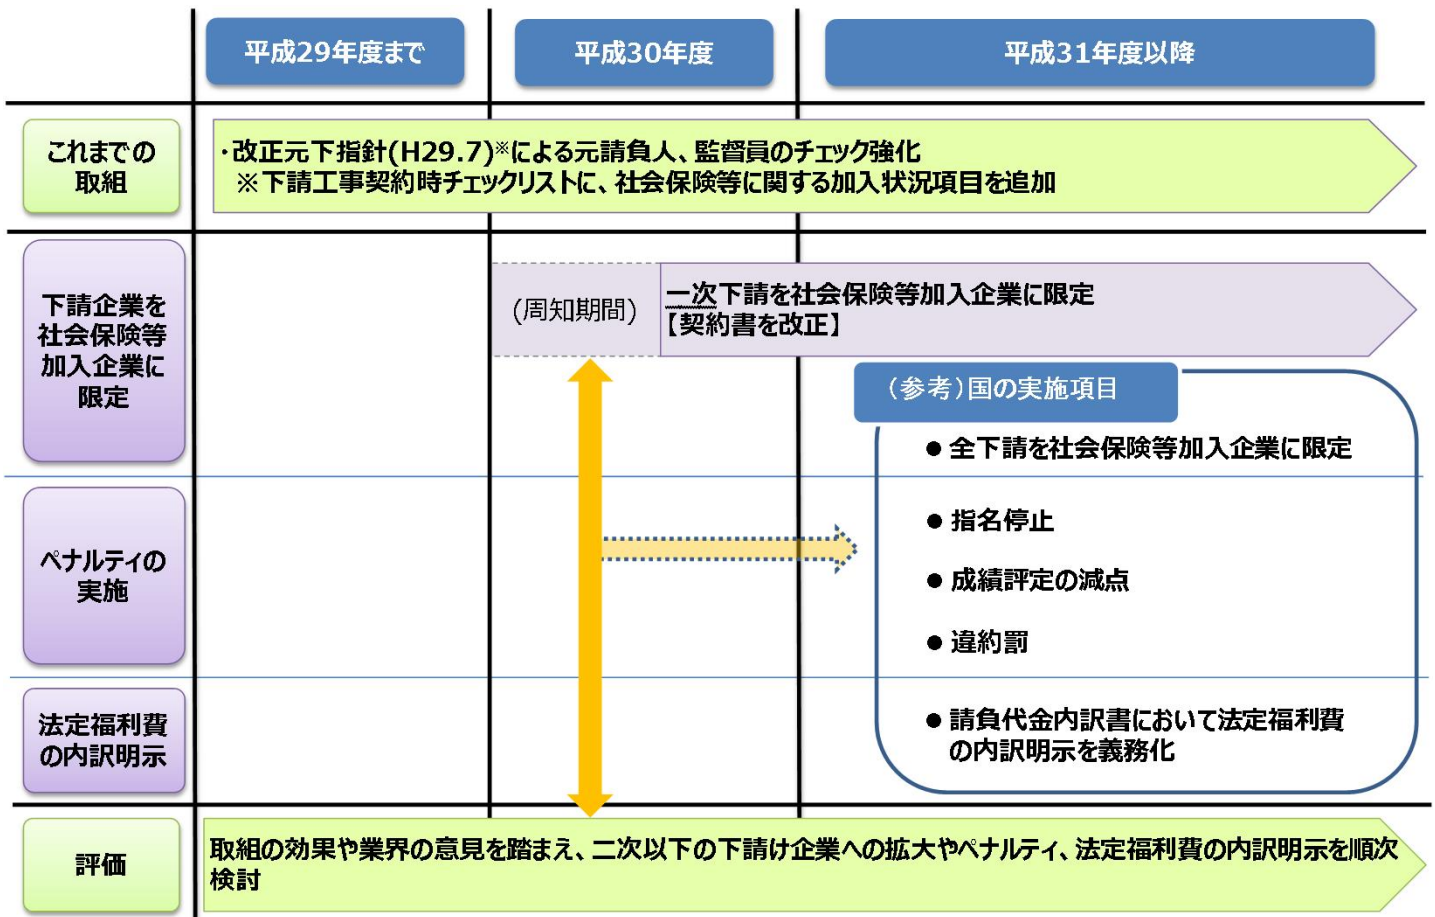 平成29年度まで
平成30年度
平成31年度以降
これまでの
取組
・改正元下指針(H29.7)※による元請負人、監督員のチェック強化
※下請工事契約時チェックリストに、社会保険等に関する加入状況項目を追加
下請企業を
社会保険等
加入企業に
限定
(周知期間)
一次下請を社会保険等加入企業に限定
【契約書を改正】
（参考）国の実施項目
● 全下請を社会保険等加入企業に限定
ペナルティの
実施
● 指名停止
● 成績評定の減点
● 違約罰
法定福利費
の内訳明示
● 請負代金内訳書において法定福利費
の内訳明示を義務化
評価
取組の効果や業界の意見を踏まえ、二次以下の下請け企業への拡大やペナルティ、法定福利費の内訳明示を順次
検討